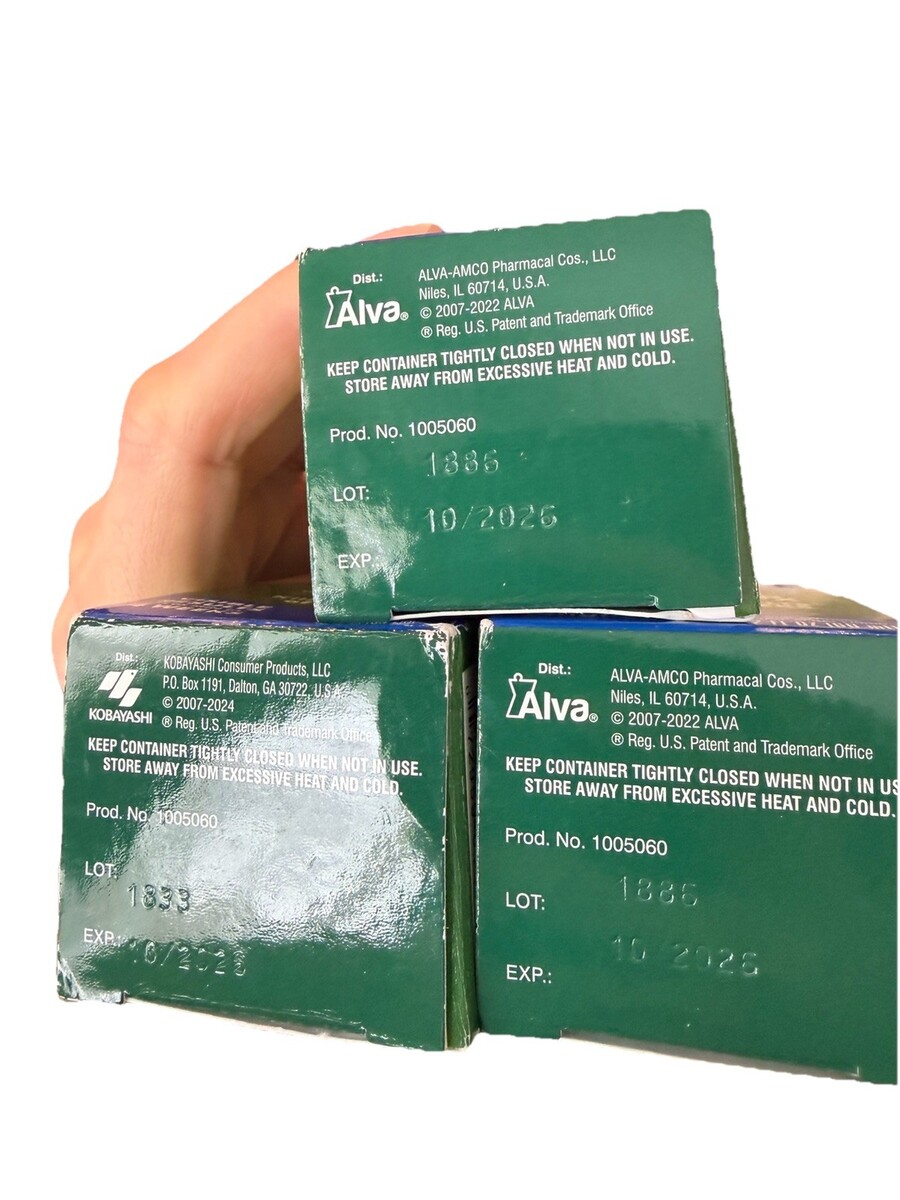 Dist.:
Alva®
ALVA-AMCO Pharmacal Cos., LLC
Niles, IL 60714, U.S.A.
© 2007-2022 ALVA
® Reg. U.S. Patent and Trademark Office
KEEP CONTAINER TIGHTLY CLOSED WHEN NOT IN USE.
STORE AWAY FROM EXCESSIVE HEAT AND COLD.
Prod. No. 1005060
1886
LOT:
10/2026
EXP.:
Dist.:
KOBAYASHI
KOBAYASHI Consumer Products, LLC
P.O. Box 1191, Dalton, GA 30722, U.S.A.
© 2007-2024
® Reg. U.S. Patent and Trademark Office
KEEP CONTAINER TIGHTLY CLOSED WHEN NOT IN USE.
STORE AWAY FROM EXCESSIVE HEAT AND COLD.
Prod. No. 1005060
LOT:
1833
EXP.:
Dist.:
Alva®
ALVA-AMCO Pharmacal Cos., LLC
Niles, IL 60714, U.S.A.
© 2007-2022 ALVA
® Reg. U.S. Patent and Trademark Office
KEEP CONTAINER TIGHTLY CLOSED WHEN NOT IN US
STORE AWAY FROM EXCESSIVE HEAT AND COLD.
Prod. No. 1005060
LOT: 1886
10 2026
EXP.: